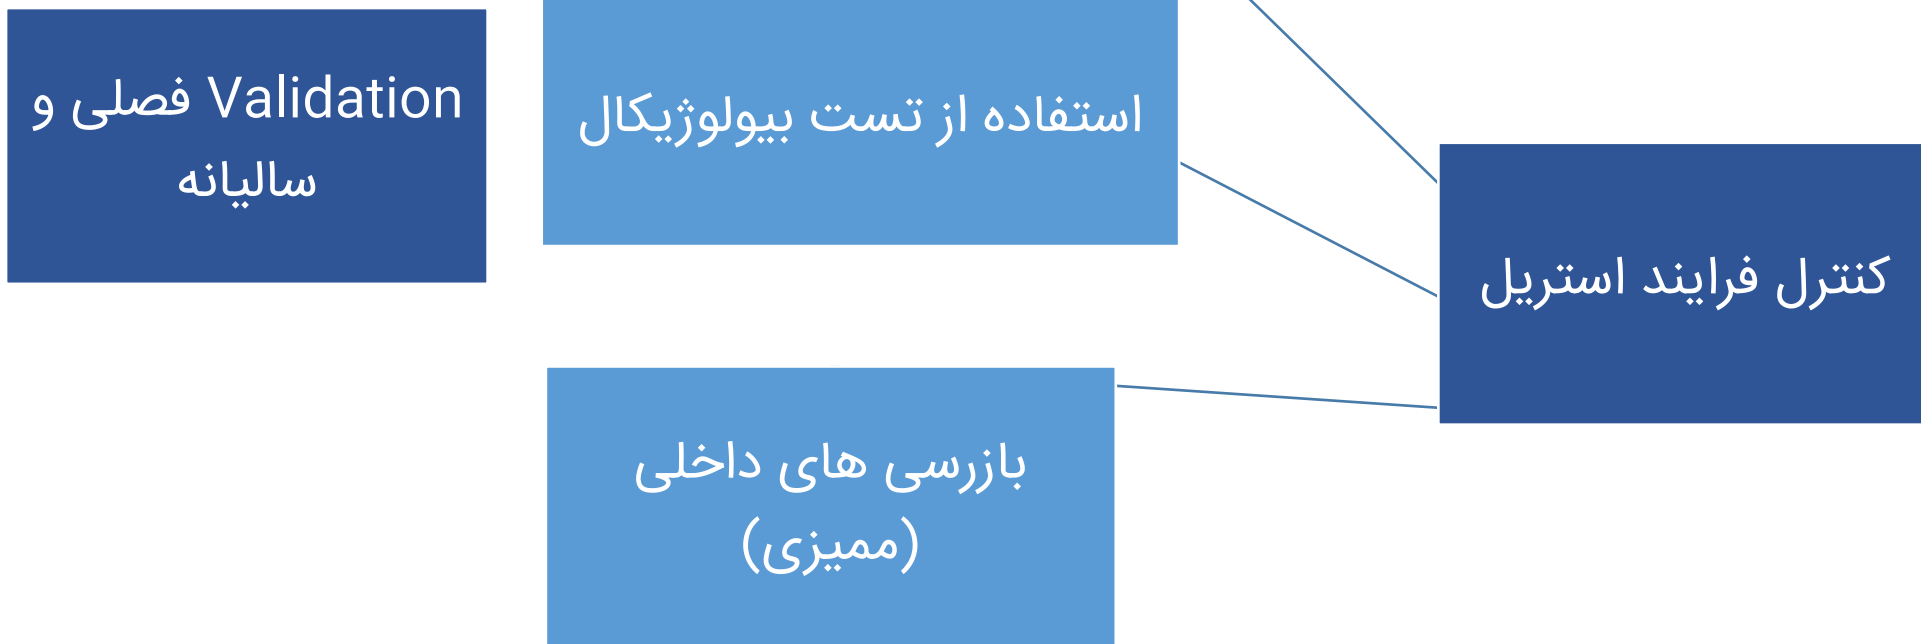 کنترل فرایند استریل
استفاده از تست بیولوژیکال
بازرسی های داخلی
(ممیزی)
Validation فصلی و
سالیانه